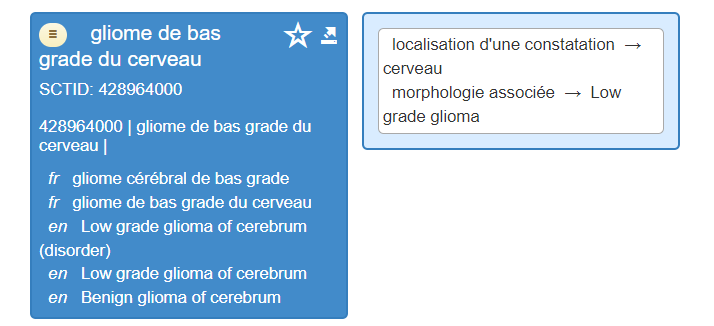 gliome de bas
grade du cerveau
SCTID: 428964000
428964000 | gliome de bas grade du
cerveau |
fr gliome cérébral de bas grade
fr gliome de bas grade du cerveau
en Low grade glioma of cerebrum
(disorder)
en Low grade glioma of cerebrum
en Benign glioma of cerebrum
localisation d'une constatation →
cerveau
morphologie associée → Low
grade glioma